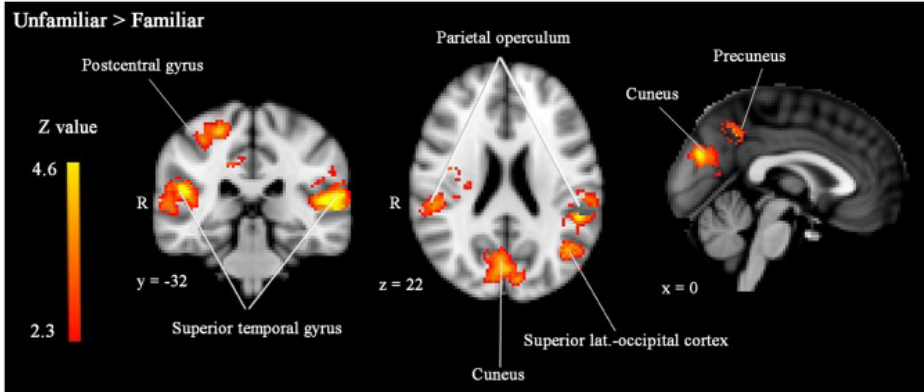 Unfamiliar > Familiar
Parietal operculum
Precuneus
Postcentral gyrus
Cuneus
Z value
4.6
R
R
y = -32
z = 22
x = 0
2.3
Superior temporal gyrus
Superior lat.-occipital cortex
Cuneus